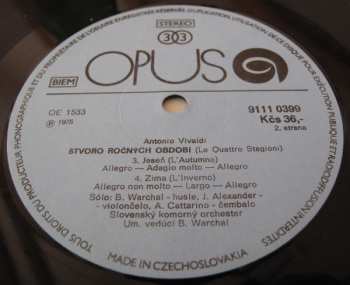 TOUS DROITS DU PRODUCTEUR PHONOGRAPHIQUE ET DU PROPRIÉTAIRE DE L'OEUVRE ENREGISTRÉE RÉSERVÉS. DUPLICATION, UTILISATION DE CE DISQUE POUR EXÉCUTION PUBLIQUE ET RADIODIFFUSION INTERDITES
STEREO
33
OPUS
BIEM
OE 1533
℗ 1975
9111 0399
Kčs 36,-
2. strana
Antonio Vivaldi
ŠTVORO ROČNÝCH OBDOBÍ (Le Quattro Stagioni)
3. Jeseň (L'Autunno)
Allegro — Adagio molto — Allegro
4. Zima (L'Inverno)
Allegro non molto — Largo — Allegro
Sólo: B. Warchal - husle, J. Alexander -
violončelo, A. Cattarino - čembalo
Slovenský komorný orchester
Um. vedúci B. Warchal
MADE IN CZECHOSLOVAKIA